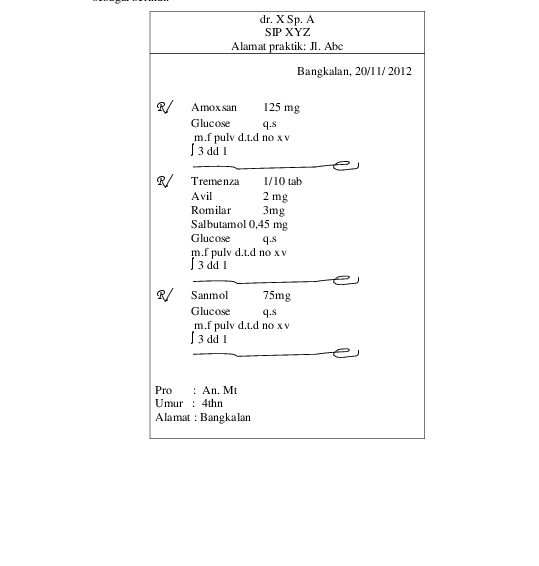 dr. X Sp. A
SIP XYZ
Alamat praktik: Jl. Abc
Bangkalan, 20/11/ 2012
R/ Amoxsan 125 mg
Glucose q.s
m.f pulv d.t.d no xv
ʃ 3 dd 1
R/ Tremenza 1/10 tab
Avil 2 mg
Romilar 3mg
Salbutamol 0,45 mg
Glucose q.s
m.f pulv d.t.d no xv
ʃ 3 dd 1
R/ Sanmol 75mg
Glucose q.s
m.f pulv d.t.d no xv
ʃ 3 dd 1
Pro : An. Mt
Umur : 4thn
Alamat : Bangkalan